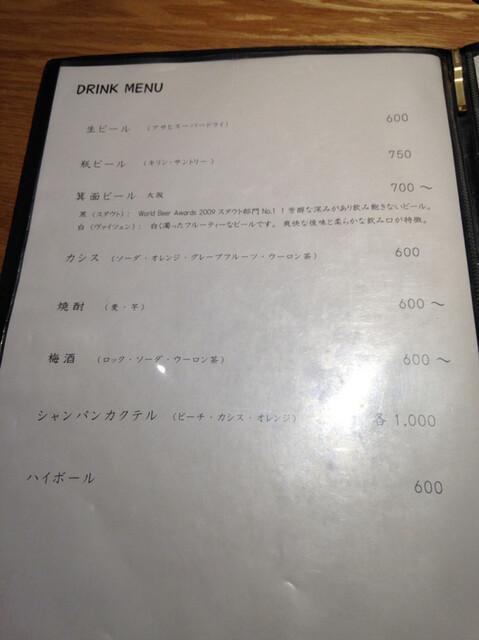 DRINK MENU
生ビール （アサヒスーパードライ） 600
瓶ビール （キリン・サントリー） 750
箕面ビール 大阪 700～
黒（スタウト）： World Beer Awards 2009 スタウト部門 No.1！芳醇な深みがあり飲み飽きないビール。
白（ヴァイツェン）： 白く濁ったフルーティーなビールです。 爽快な後味と柔らかな飲み口が特徴。
カシス （ソーダ・オレンジ・グレープフルーツ・ウーロン茶） 600
焼酎 （麦・芋） 600～
梅酒 （ロック・ソーダ・ウーロン茶） 600～
シャンパンカクテル （ピーチ・カシス・オレンジ） 各 1,000
ハイボール 600